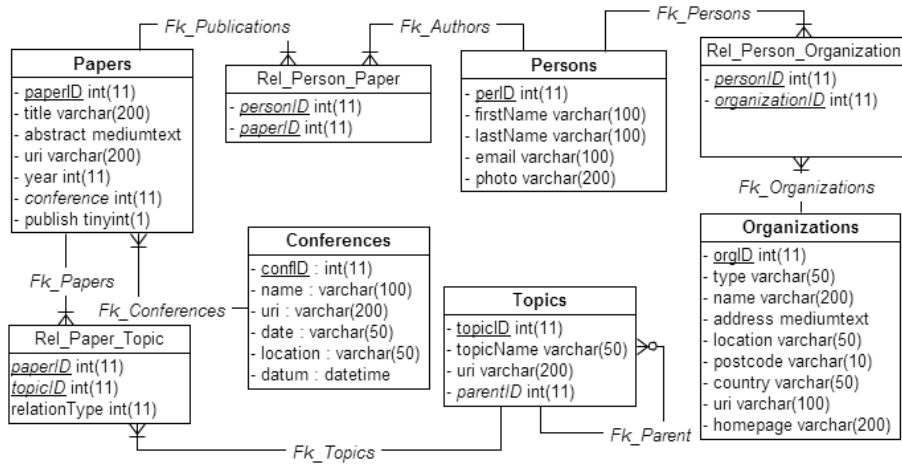 Fk_Publications
Fk_Authors
Fk_Persons
Papers
- paperID int(11)
- title varchar(200)
- abstract mediumtext
- uri varchar(200)
- year int(11)
- conference int(11)
- publish tinyint(1)
Rel_Person_Paper
- personID int(11)
- paperID int(11)
Persons
- perID int(11)
- firstName varchar(100)
- lastName varchar(100)
- email varchar(100)
- photo varchar(200)
Rel_Person_Organization
- personID int(11)
- organizationID int(11)
Fk_Organizations
Organizations
- orgID int(11)
- type varchar(50)
- name varchar(200)
- address mediumtext
- location varchar(50)
- postcode varchar(10)
- country varchar(50)
- uri varchar(100)
- homepage varchar(200)
Fk_Papers
Fk_Conferences
Conferences
- confID : int(11)
- name : varchar(100)
- uri : varchar(200)
- date : varchar(50)
- location : varchar(50)
- datum : datetime
Topics
- topicID int(11)
- topicName varchar(50)
- uri varchar(200)
- parentID int(11)
Rel_Paper_Topic
paperID int(11)
topicID int(11)
relationType int(11)
Fk_Topics
Fk_Parent